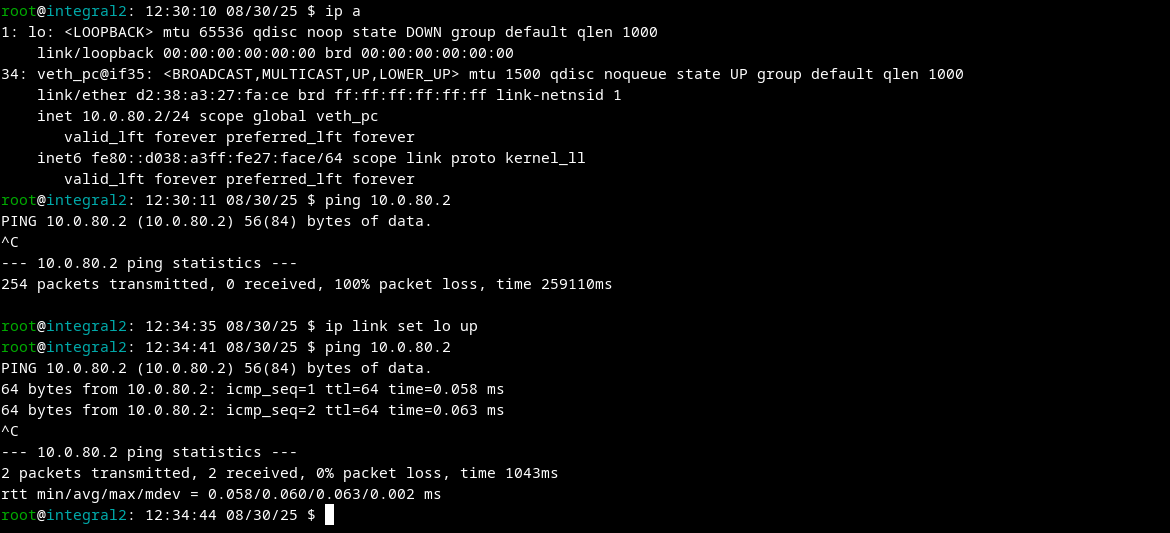 root@integral2: 12:30:10 08/30/25 $ ip a
1: lo: <LOOPBACK> mtu 65536 qdisc noop state DOWN group default qlen 1000
    link/loopback 00:00:00:00:00:00 brd 00:00:00:00:00:00
34: veth_pc@if35: <BROADCAST,MULTICAST,UP,LOWER_UP> mtu 1500 qdisc noqueue state UP group default qlen 1000
    link/ether d2:38:a3:27:fa:ce brd ff:ff:ff:ff:ff:ff link-netnsid 1
    inet 10.0.80.2/24 scope global veth_pc
       valid_lft forever preferred_lft forever
    inet6 fe80::d038:a3ff:fe27:face/64 scope link proto kernel_ll
       valid_lft forever preferred_lft forever
root@integral2: 12:30:11 08/30/25 $ ping 10.0.80.2
PING 10.0.80.2 (10.0.80.2) 56(84) bytes of data.
^C
--- 10.0.80.2 ping statistics ---
254 packets transmitted, 0 received, 100% packet loss, time 259110ms

root@integral2: 12:34:35 08/30/25 $ ip link set lo up
root@integral2: 12:34:41 08/30/25 $ ping 10.0.80.2
PING 10.0.80.2 (10.0.80.2) 56(84) bytes of data.
64 bytes from 10.0.80.2: icmp_seq=1 ttl=64 time=0.058 ms
64 bytes from 10.0.80.2: icmp_seq=2 ttl=64 time=0.063 ms
^C
--- 10.0.80.2 ping statistics ---
2 packets transmitted, 2 received, 0% packet loss, time 1043ms
rtt min/avg/max/mdev = 0.058/0.060/0.063/0.002 ms
root@integral2: 12:34:44 08/30/25 $